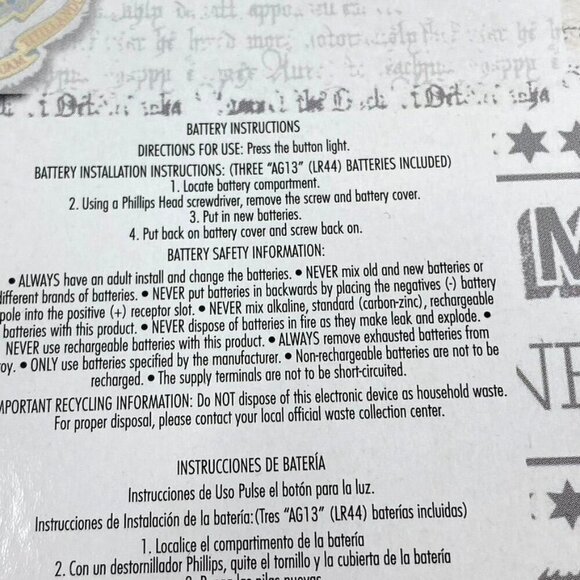 BATTERY INSTRUCTIONS
DIRECTIONS FOR USE: Press the button light.
BATTERY INSTALLATION INSTRUCTIONS: (THREE "AG13" (LR44) BATTERIES INCLUDED)
1. Locate battery compartment.
2. Using a Phillips Head screwdriver, remove the screw and battery cover.
3. Put in new batteries.
4. Put back on battery cover and screw back on.
BATTERY SAFETY INFORMATION:
• ALWAYS have an adult install and change the batteries. • NEVER mix old and new batteries or
different brands of batteries. • NEVER put batteries in backwards by placing the negatives (-) battery
pole into the positive (+) receptor slot. • NEVER mix alkaline, standard (carbon-zinc), rechargeable
batteries with this product. • NEVER dispose of batteries in fire as they make leak and explode. •
NEVER use rechargeable batteries with this product. • ALWAYS remove exhausted batteries from
oy. • ONLY use batteries specified by the manufacturer. • Non-rechargeable batteries are not to be
recharged. • The supply terminals are not to be short-circuited.
MPORTANT RECYCLING INFORMATION: Do NOT dispose of this electronic device as household waste.
For proper disposal, please contact your local official waste collection center.
INSTRUCCIONES DE BATERÍA
Instrucciones de Uso Pulse el botón para la luz.
Instrucciones de Instalación de la batería:(Tres "AG13" (LR44) baterías incluidas)
1. Localice el compartimento de la batería
2. Con un destornillador Phillips, quite el tornillo y la cubierta de la batería
M
VE